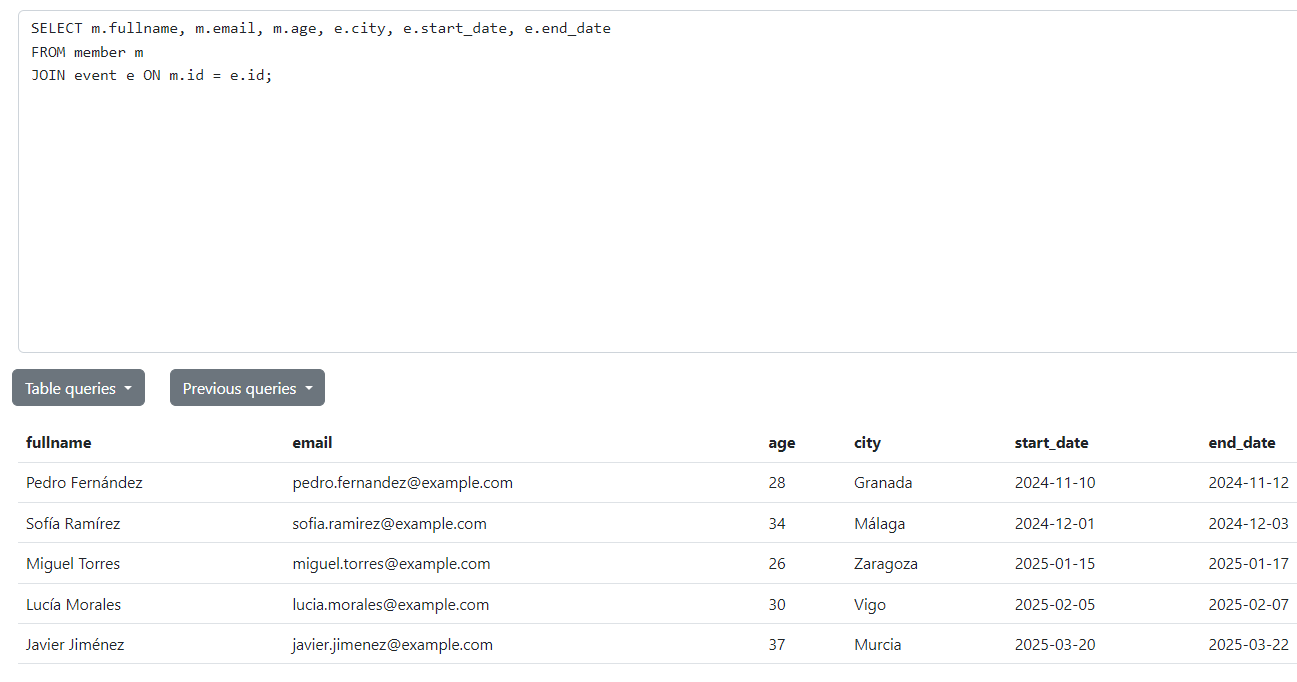 SELECT m.fullname, m.email, m.age, e.city, e.start_date, e.end_date
FROM member m
JOIN event e ON m.id = e.id;
Table queries Previous queries
fullname email age city start_date end_date
Pedro Fernández pedro.fernandez@example.com 28 Granada 2024-11-10 2024-11-12
Sofía Ramírez sofia.ramirez@example.com 34 Málaga 2024-12-01 2024-12-03
Miguel Torres miguel.torres@example.com 26 Zaragoza 2025-01-15 2025-01-17
Lucía Morales lucia.morales@example.com 30 Vigo 2025-02-05 2025-02-07
Javier Jiménez javier.jimenez@example.com 37 Murcia 2025-03-20 2025-03-22